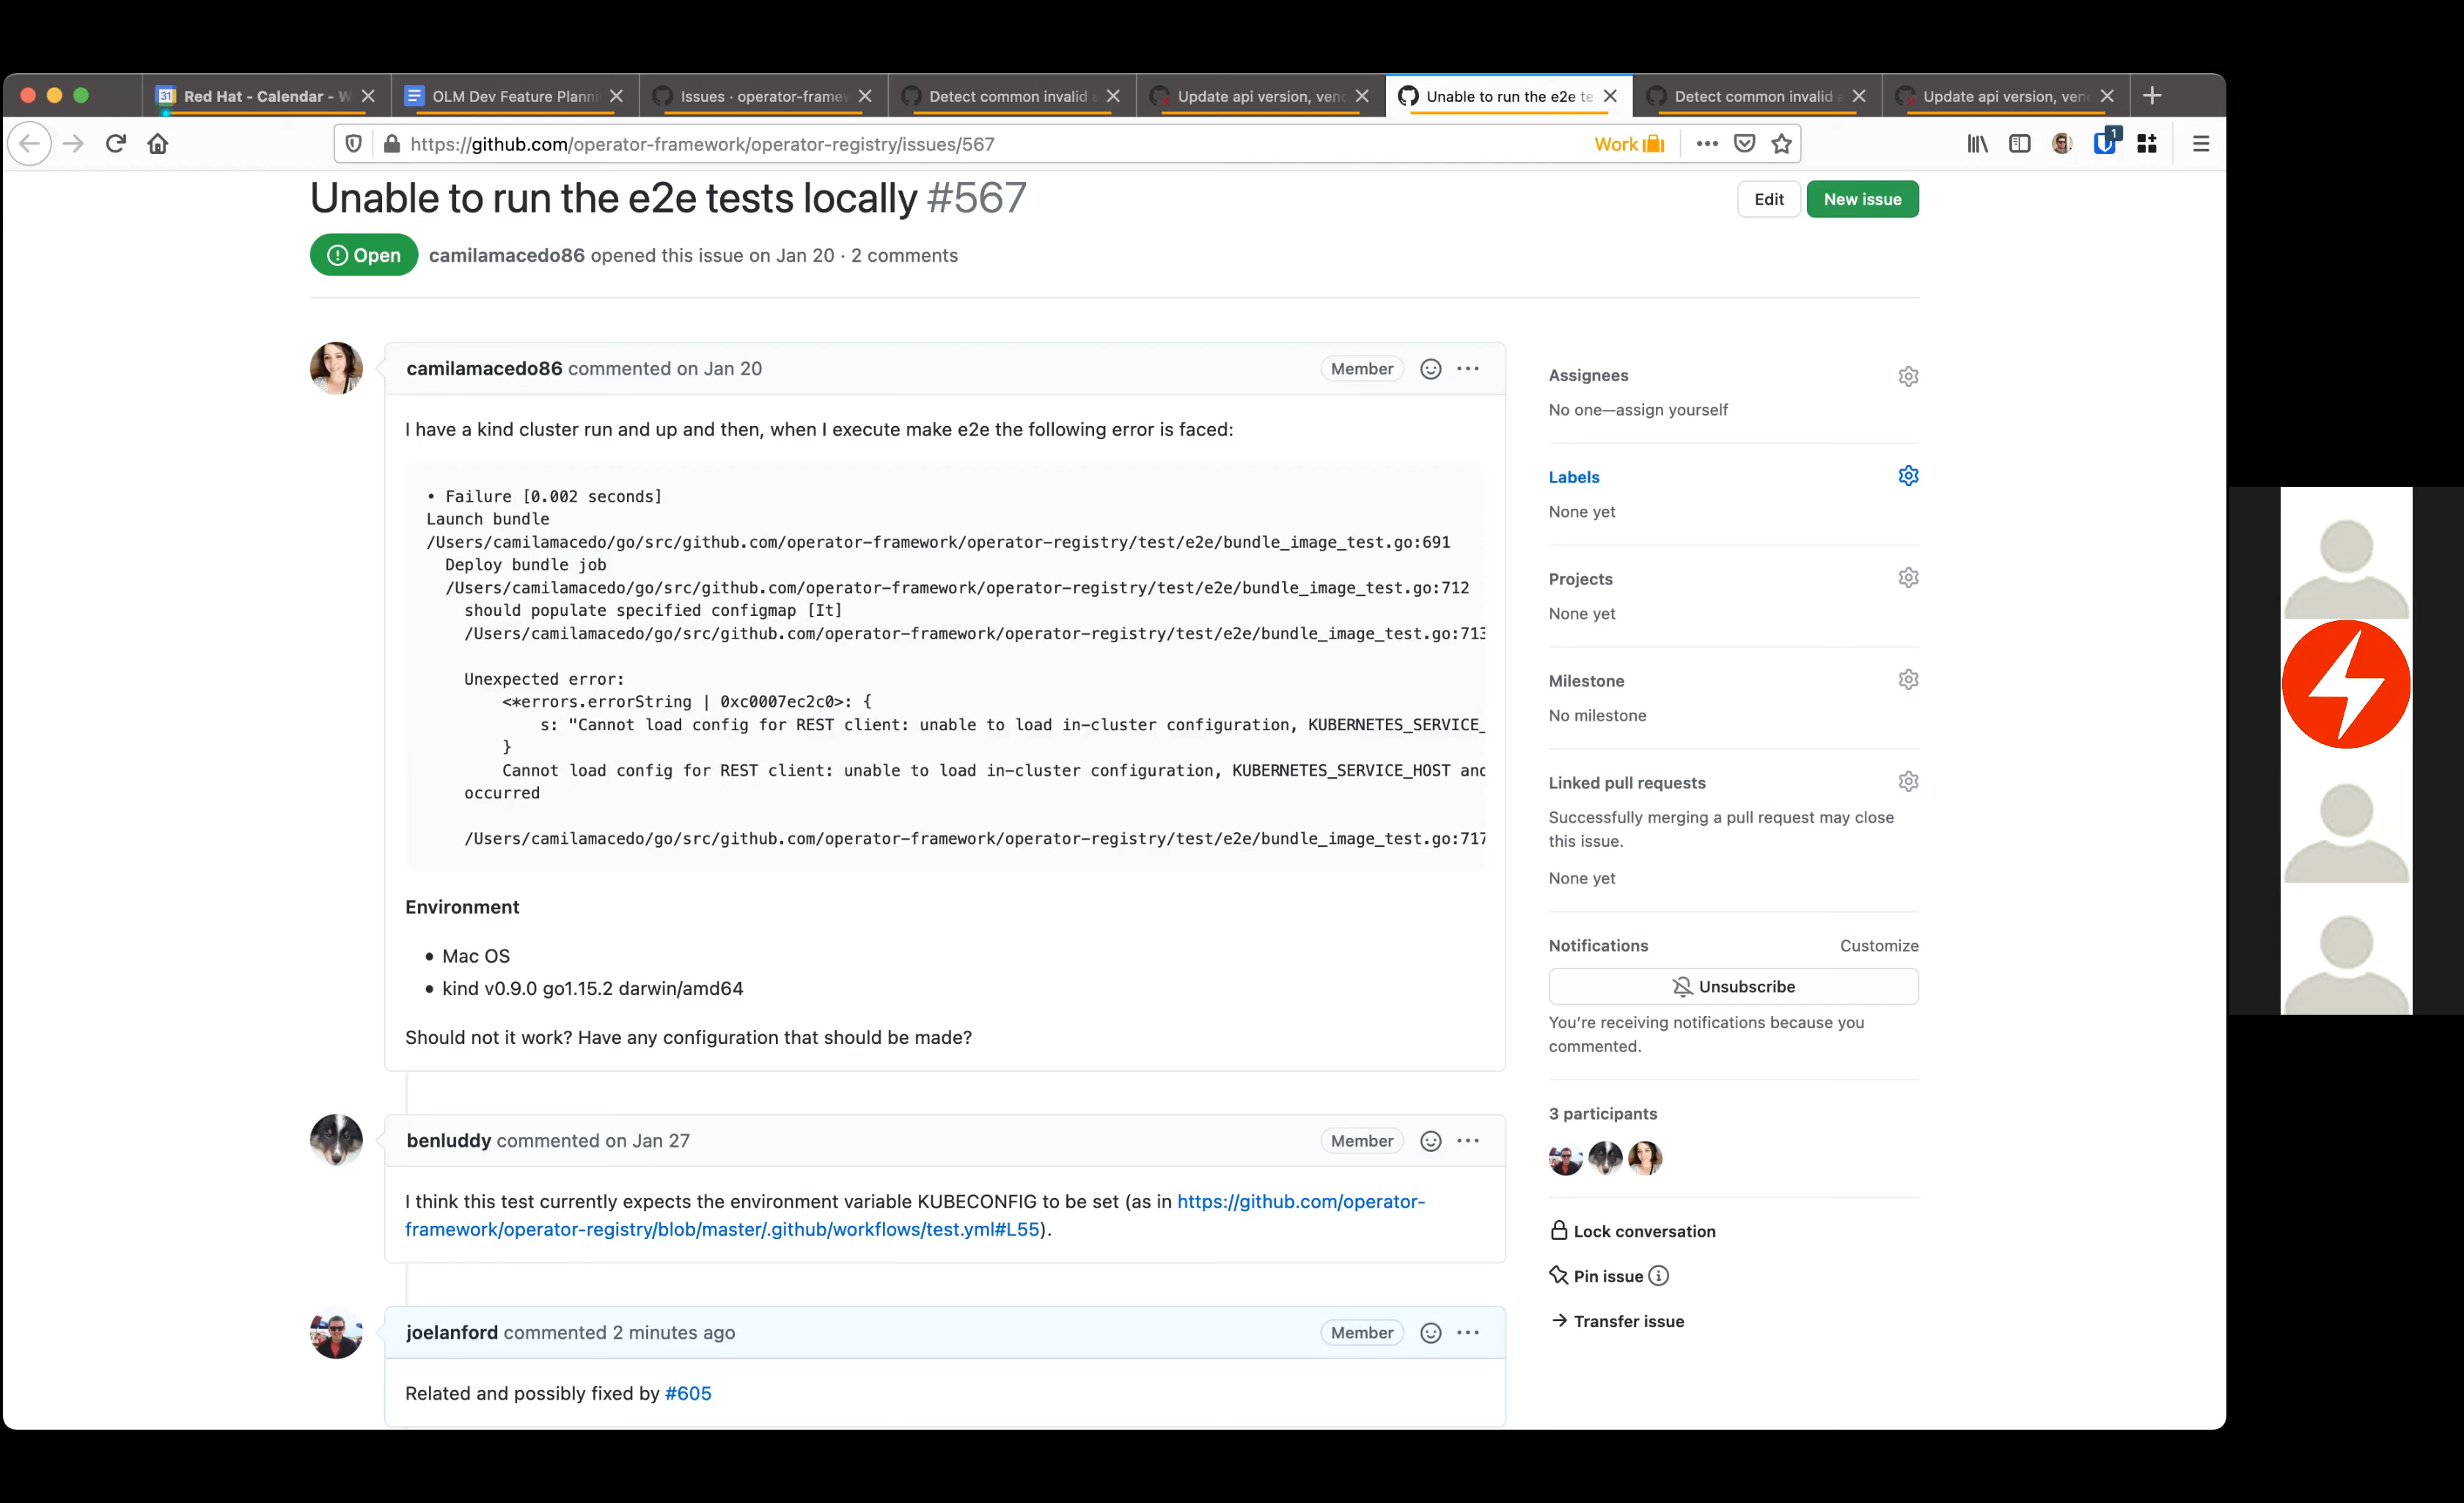 Red Hat - Calendar - W
OLM Dev Feature Planni
Issues · operator-framew
Detect common invalid a
Update api version, vend
Unable to run the e2e te
Detect common invalid a
Update api version, ven
https://github.com/operator-framework/operator-registry/issues/567
Work
1
Unable to run the e2e tests locally #567
Edit
New issue
Open
camilamacedo86 opened this issue on Jan 20 · 2 comments
camilamacedo86 commented on Jan 20
Member
I have a kind cluster run and up and then, when I execute make e2e the following error is faced:
• Failure [0.002 seconds]
Launch bundle
/Users/camilamacedo/go/src/github.com/operator-framework/operator-registry/test/e2e/bundle_image_test.go:691
Deploy bundle job
/Users/camilamacedo/go/src/github.com/operator-framework/operator-registry/test/e2e/bundle_image_test.go:712
should populate specified configmap [It]
/Users/camilamacedo/go/src/github.com/operator-framework/operator-registry/test/e2e/bundle_image_test.go:713
Unexpected error:
<*errors.errorString | 0xc0007ec2c0>: {
s: "Cannot load config for REST client: unable to load in-cluster configuration, KUBERNETES_SERVICE_
}
Cannot load config for REST client: unable to load in-cluster configuration, KUBERNETES_SERVICE_HOST and
occurred
/Users/camilamacedo/go/src/github.com/operator-framework/operator-registry/test/e2e/bundle_image_test.go:717
Environment
• Mac OS
• kind v0.9.0 go1.15.2 darwin/amd64
Should not it work? Have any configuration that should be made?
benluddy commented on Jan 27
Member
I think this test currently expects the environment variable KUBECONFIG to be set (as in https://github.com/operator-
framework/operator-registry/blob/master/.github/workflows/test.yml#L55).
joelanford commented 2 minutes ago
Member
Related and possibly fixed by #605
Assignees
No one—assign yourself
Labels
None yet
Projects
None yet
Milestone
No milestone
Linked pull requests
Successfully merging a pull request may close
this issue.
None yet
Notifications
Customize
Unsubscribe
You're receiving notifications because you
commented.
3 participants
Lock conversation
Pin issue
Transfer issue